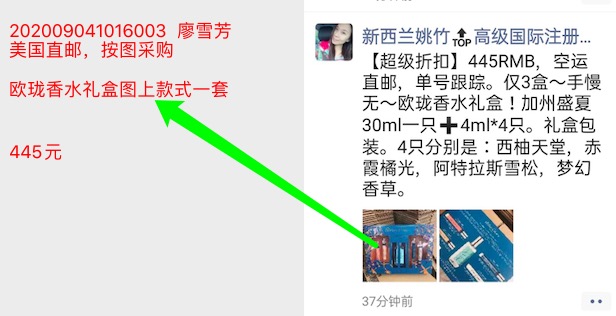 202009041016003 廖雪芳
美国直邮，按图采购
欧珑香水礼盒图上款式一套
445元
新西兰姚竹🔝高级国际注册...
【超级折扣】445RMB，空运
直邮，单号跟踪。仅3盒～手慢
无～欧珑香水礼盒！加州盛夏
30ml一只➕4ml*4只。礼盒包
装。4只分别是：西柚天堂，赤
霞橘光，阿特拉斯雪松，梦幻
香草。
37分钟前